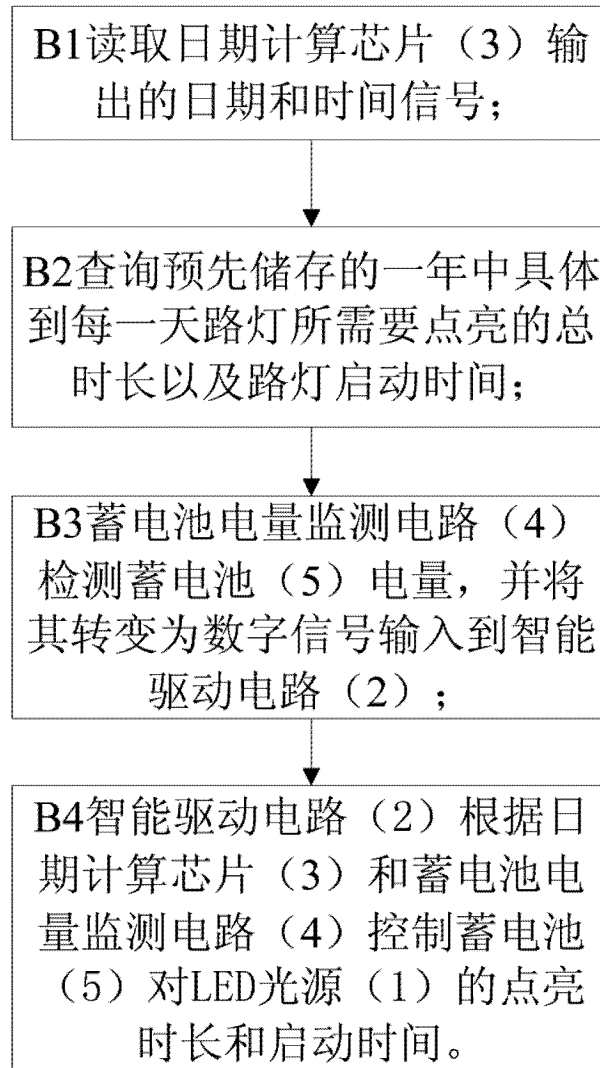 B1读取日期计算芯片（3）输
出的日期和时间信号；
B2查询预先储存的一年中具体
到每一天路灯所需要点亮的总
时长以及路灯启动时间；
B3蓄电池电量监测电路（4）
检测蓄电池（5）电量，并将
其转变为数字信号输入到智能
驱动电路（2）；
B4智能驱动电路（2）根据日
期计算芯片（3）和蓄电池电
量监测电路（4）控制蓄电池
（5）对LED光源（1）的点亮
时长和启动时间。